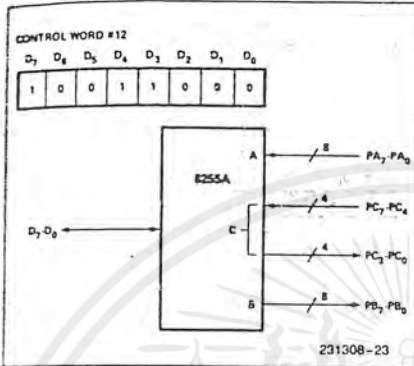 CONTROL WORD #12
D7 D6 D5 D4 D3 D2 D1 D0
1 0 0 1 1 0 0 0
A 8 PA7-PA0
8255A
4 PC7-PC4
D7-D0 C
4 PC3-PC0
B 8 PB7-PB0
231308-23